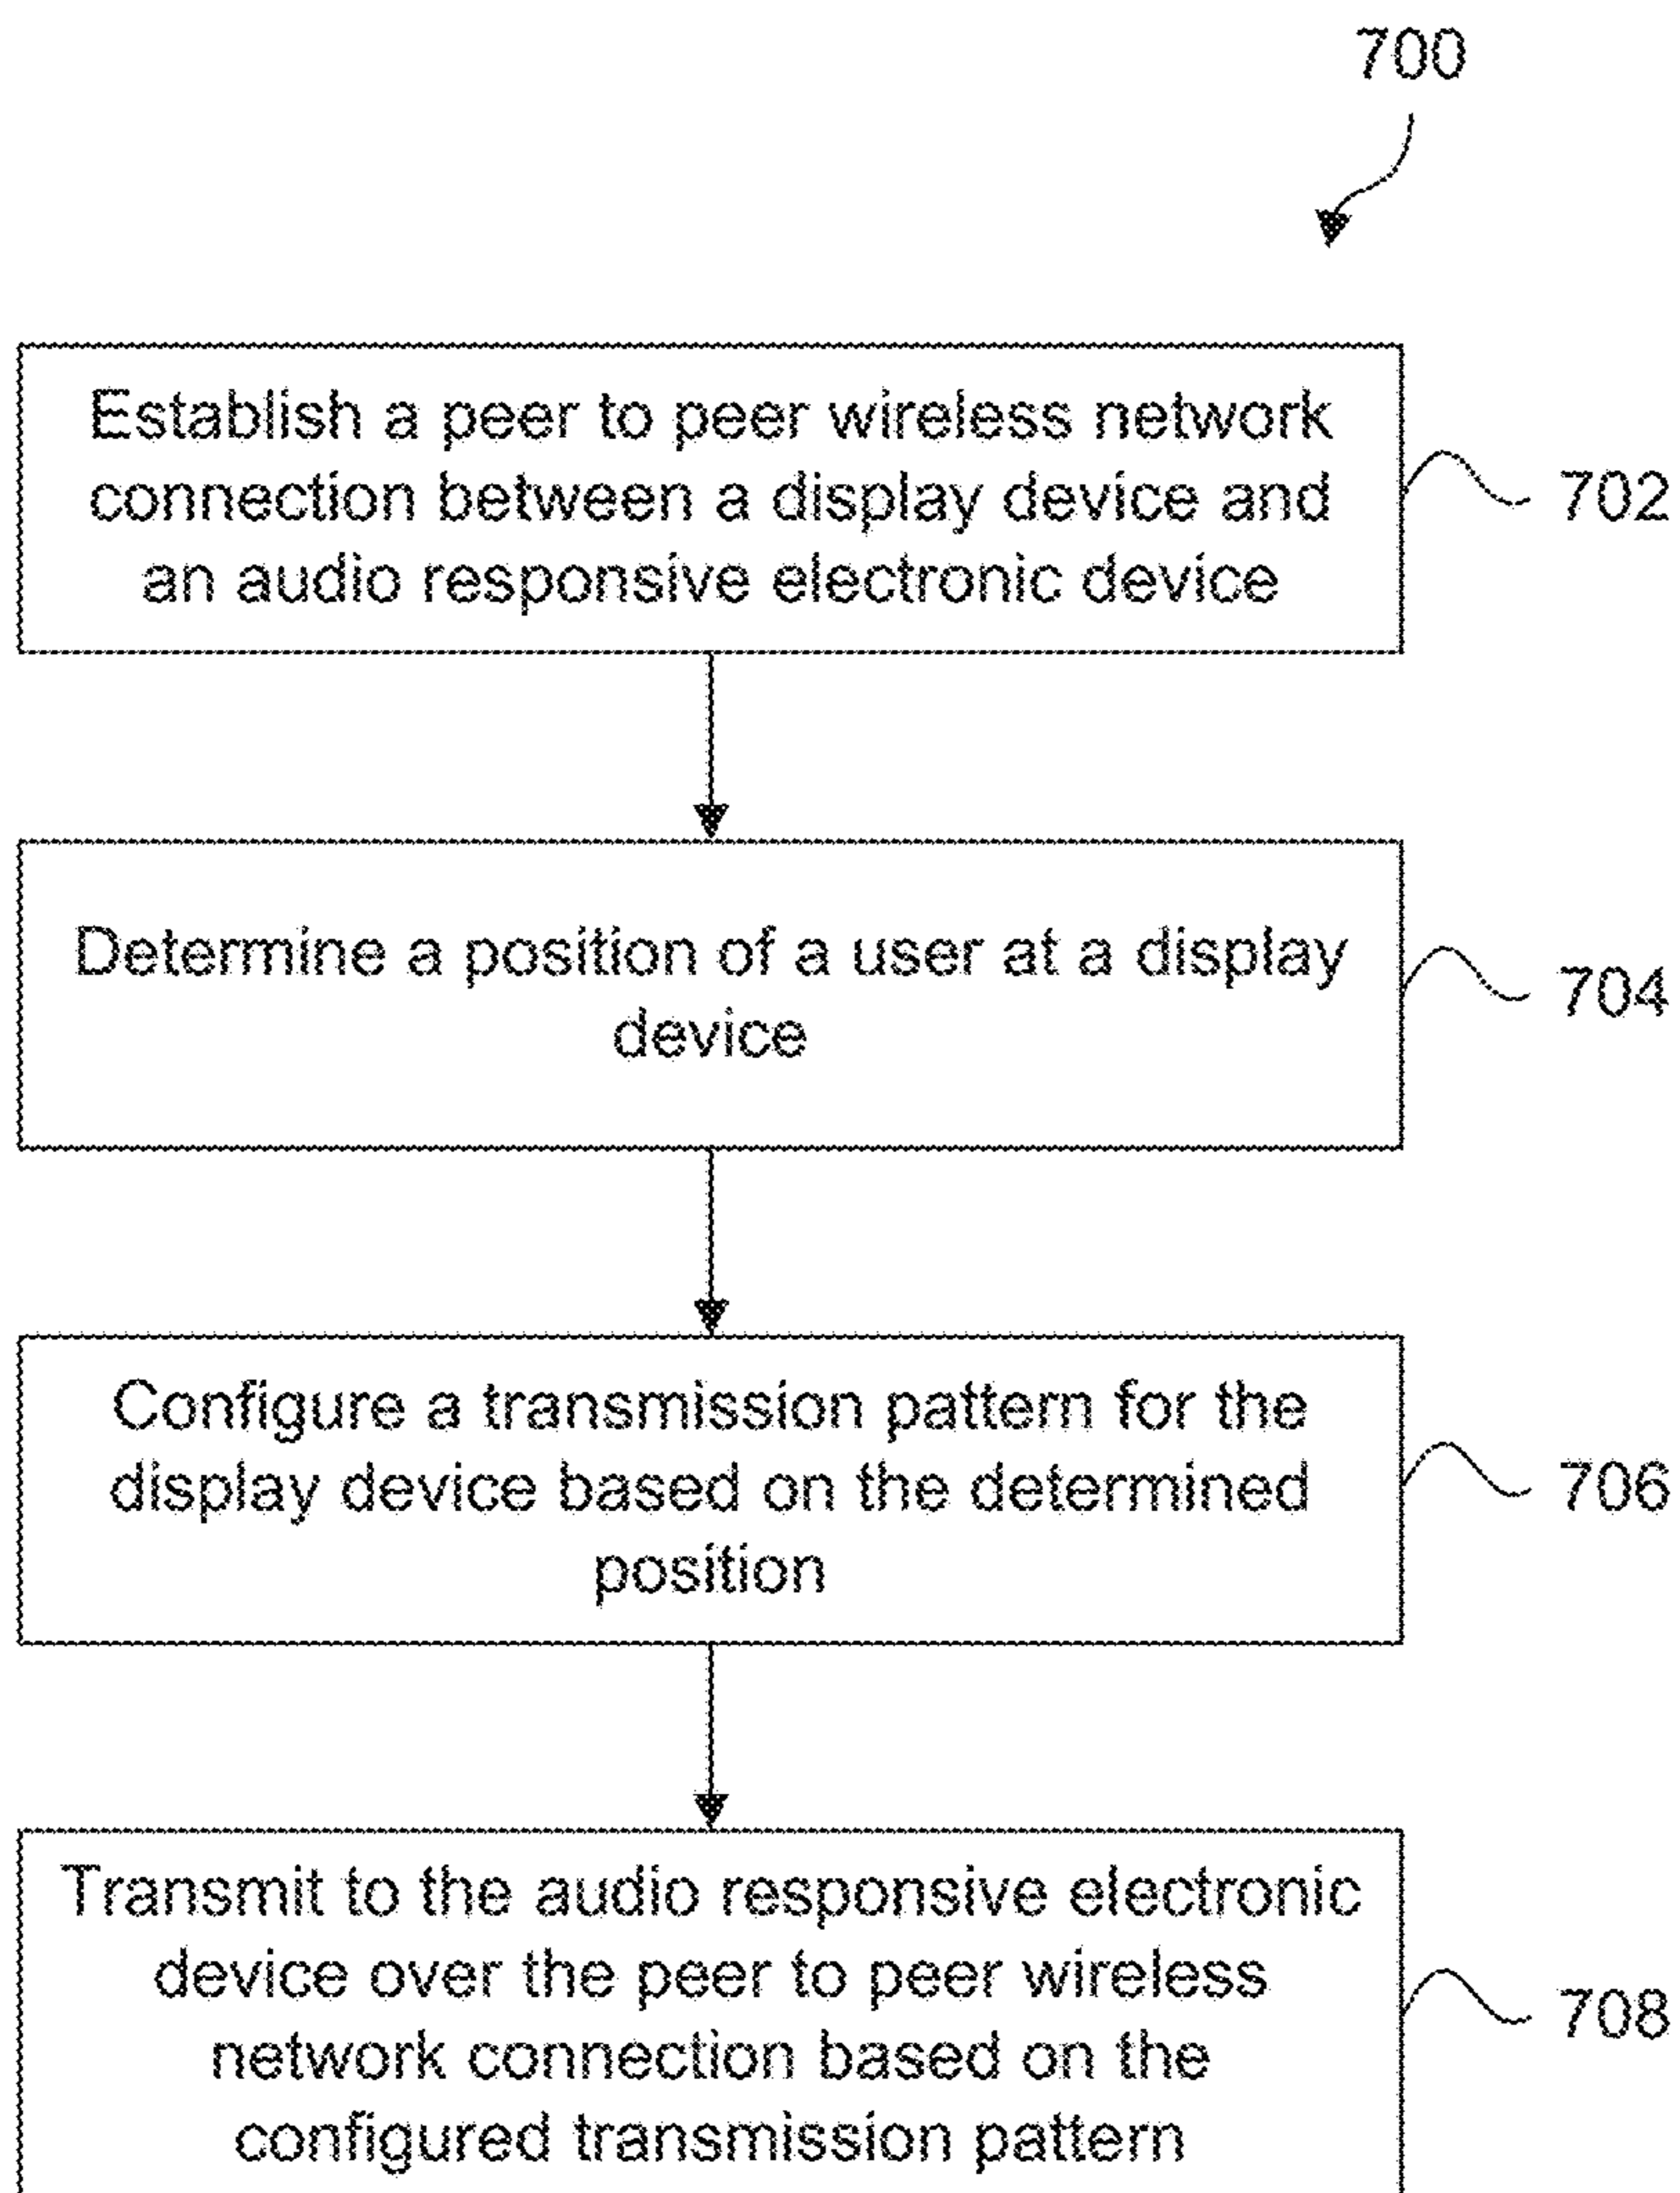 700
Establish a peer to peer wireless network
connection between a display device and
an audio responsive electronic device
702
Determine a position of a user at a display
device
704
Configure a transmission pattern for the
display device based on the determined
position
706
Transmit to the audio responsive electronic
device over the peer to peer wireless
network connection based on the
configured transmission pattern
708